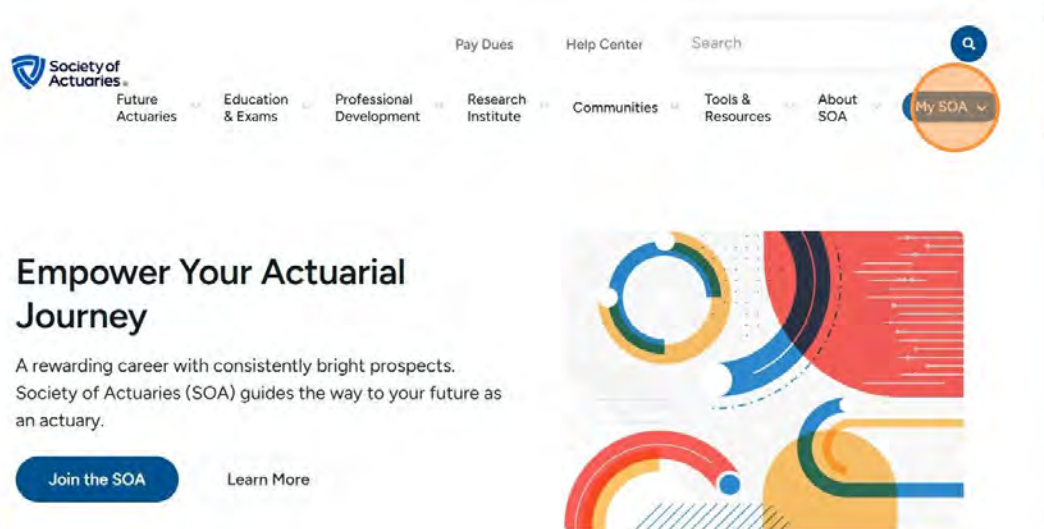 Pay Dues
Help Center
Search
Society of
Actuaries®
Future
Actuaries
Education
& Exams
Professional
Development
Research
Institute
Communities
Tools &
Resources
About
SOA
My SOA
Empower Your Actuarial
Journey
A rewarding career with consistently bright prospects.
Society of Actuaries (SOA) guides the way to your future as
an actuary.
Join the SOA
Learn More